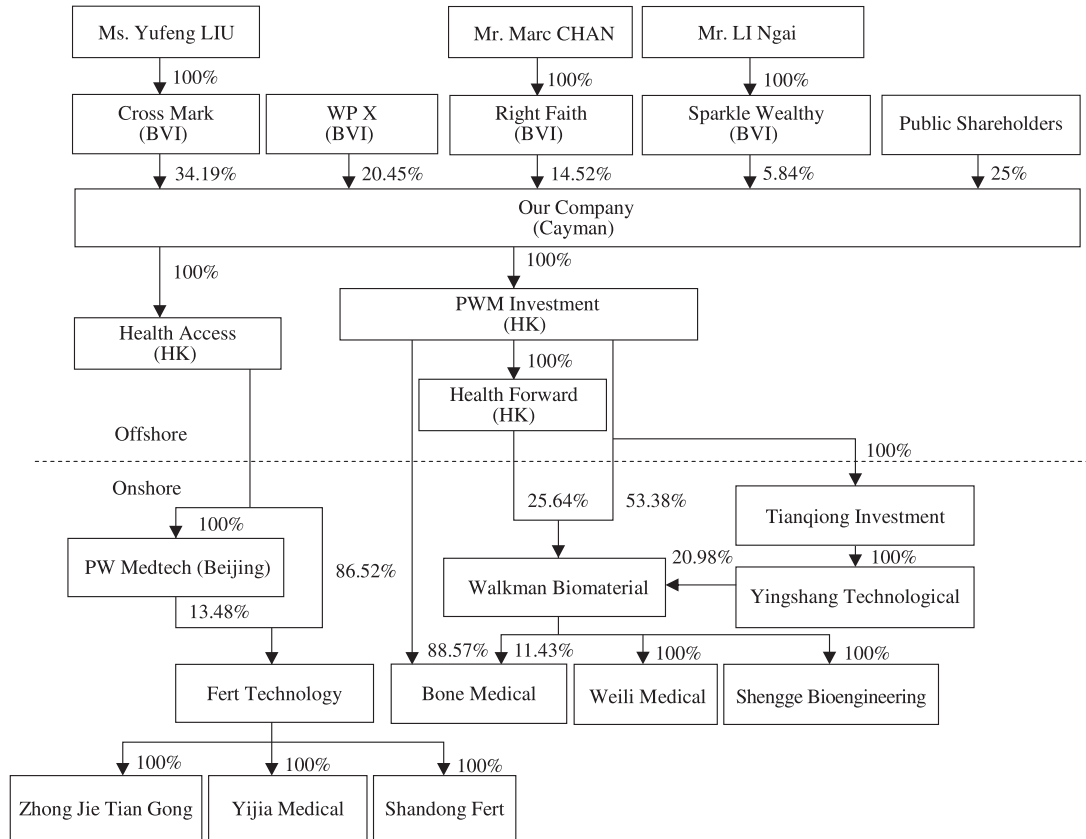 Ms. Yufeng LIU
Mr. Marc CHAN
Mr. LI Ngai
100%
100%
100%
Cross Mark
(BVI)
WP X
(BVI)
Right Faith
(BVI)
Sparkle Wealthy
(BVI)
Public Shareholders
34.19%
20.45%
14.52%
5.84%
25%
Our Company
(Cayman)
100%
100%
PWM Investment
(HK)
Health Access
(HK)
100%
Health Forward
(HK)
Offshore
100%
Onshore
100%
25.64%
53.38%
Tianqiong Investment
PW Medtech (Beijing)
86.52%
20.98%
100%
Walkman Biomaterial
Yingshang Technological
13.48%
88.57%
11.43%
100%
100%
Fert Technology
Bone Medical
Weili Medical
Shengge Bioengineering
100%
100%
100%
Zhong Jie Tian Gong
Yijia Medical
Shandong Fert